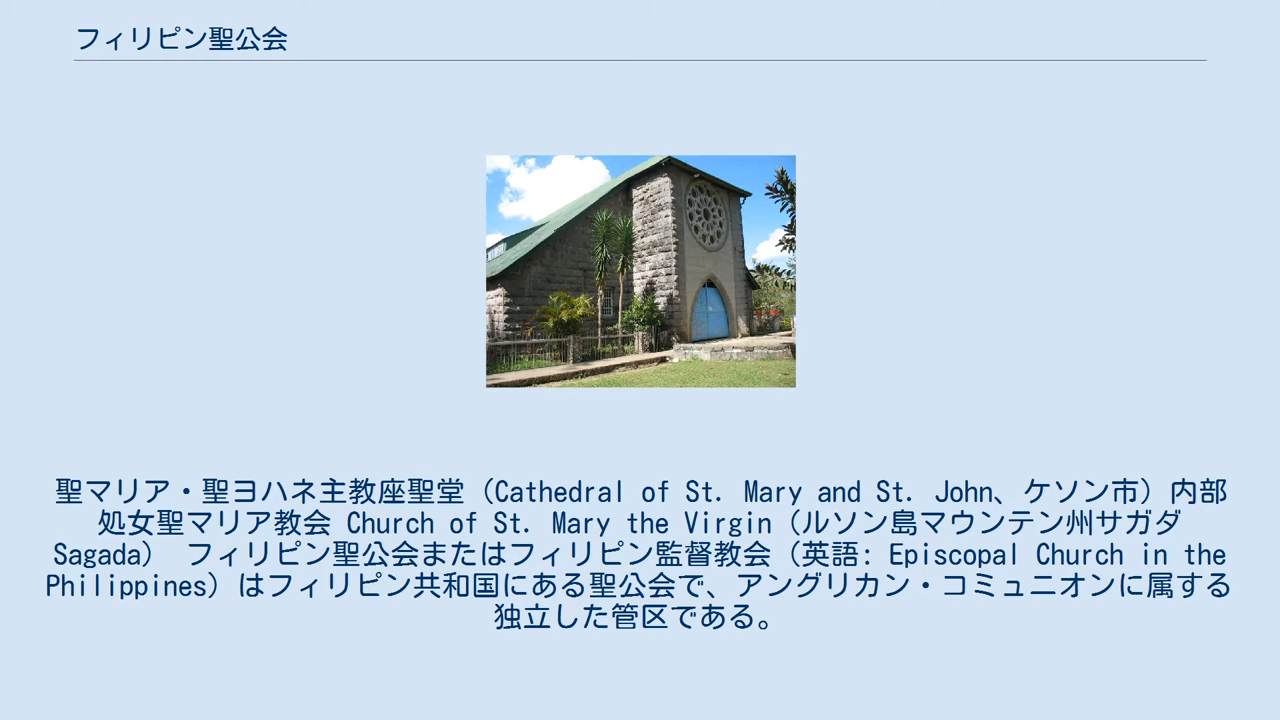 フィリピン聖公会
聖マリア・聖ヨハネ主教座聖堂（Cathedral of St. Mary and St. John、ケソン市）内部
処女聖マリア教会 Church of St. Mary the Virgin（ルソン島マウンテン州サガダ
Sagada） フィリピン聖公会またはフィリピン監督教会（英語: Episcopal Church in the
Philippines）はフィリピン共和国にある聖公会で、アングリカン・コミュニオンに属する
独立した管区である。